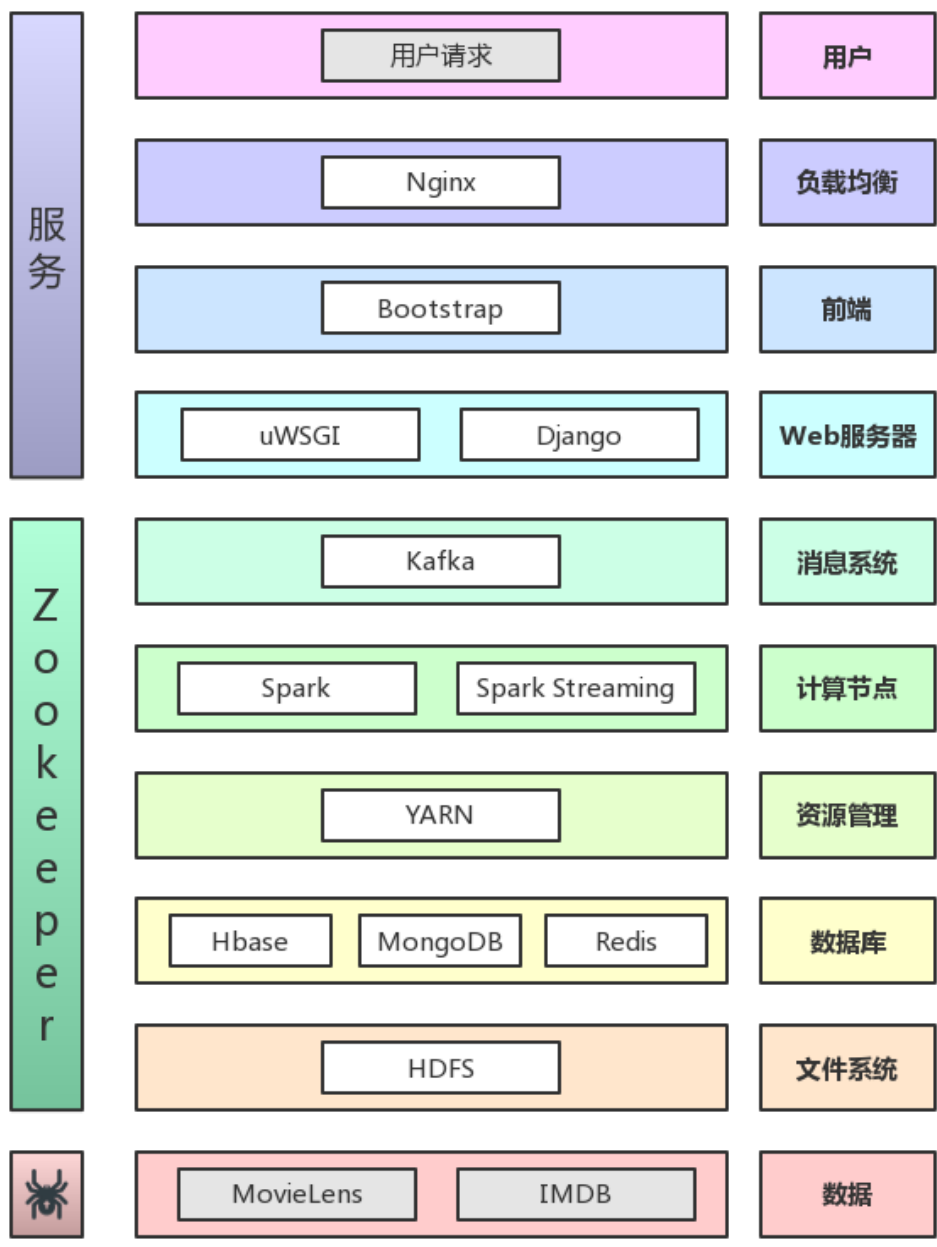 服务
用户请求
用户
Nginx
负载均衡
Bootstrap
前端
uWSGI
Django
Web服务器
Zookeeper
Kafka
消息系统
Spark
Spark Streaming
计算节点
YARN
资源管理
Hbase
MongoDB
Redis
数据库
HDFS
文件系统
MovieLens
IMDB
数据